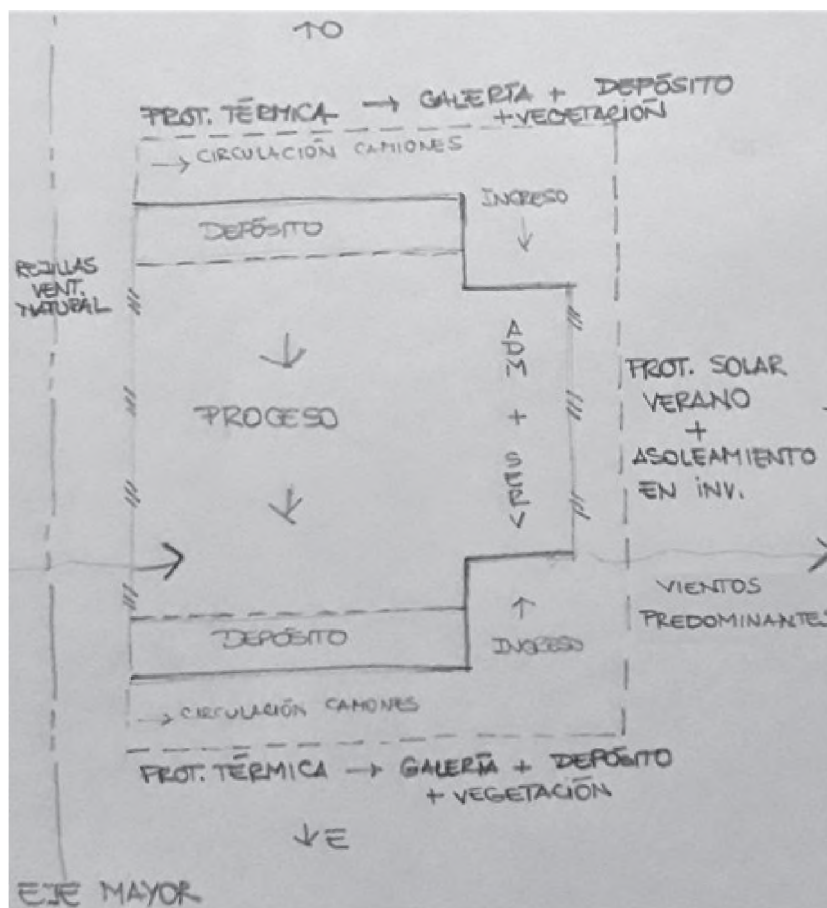 ↑O
PROT. TÉRMICA → GALERÍA + DEPÓSITO
+ VEGETACIÓN
→ CIRCULACIÓN CAMIONES
INGRESO
↓
DEPÓSITO
REJILLAS
VENT.
NATURAL
↓
PROCESO
↓
ADM + SERV
PROT. SOLAR
VERANO
+
ASOLEAMIENTO
EN INV.
VIENTOS
PREDOMINANTES
DEPÓSITO
↑
INGRESO
→ CIRCULACIÓN CAMIONES
PROT. TÉRMICA → GALERÍA + DEPÓSITO
+ VEGETACIÓN
↓E
EJE MAYOR